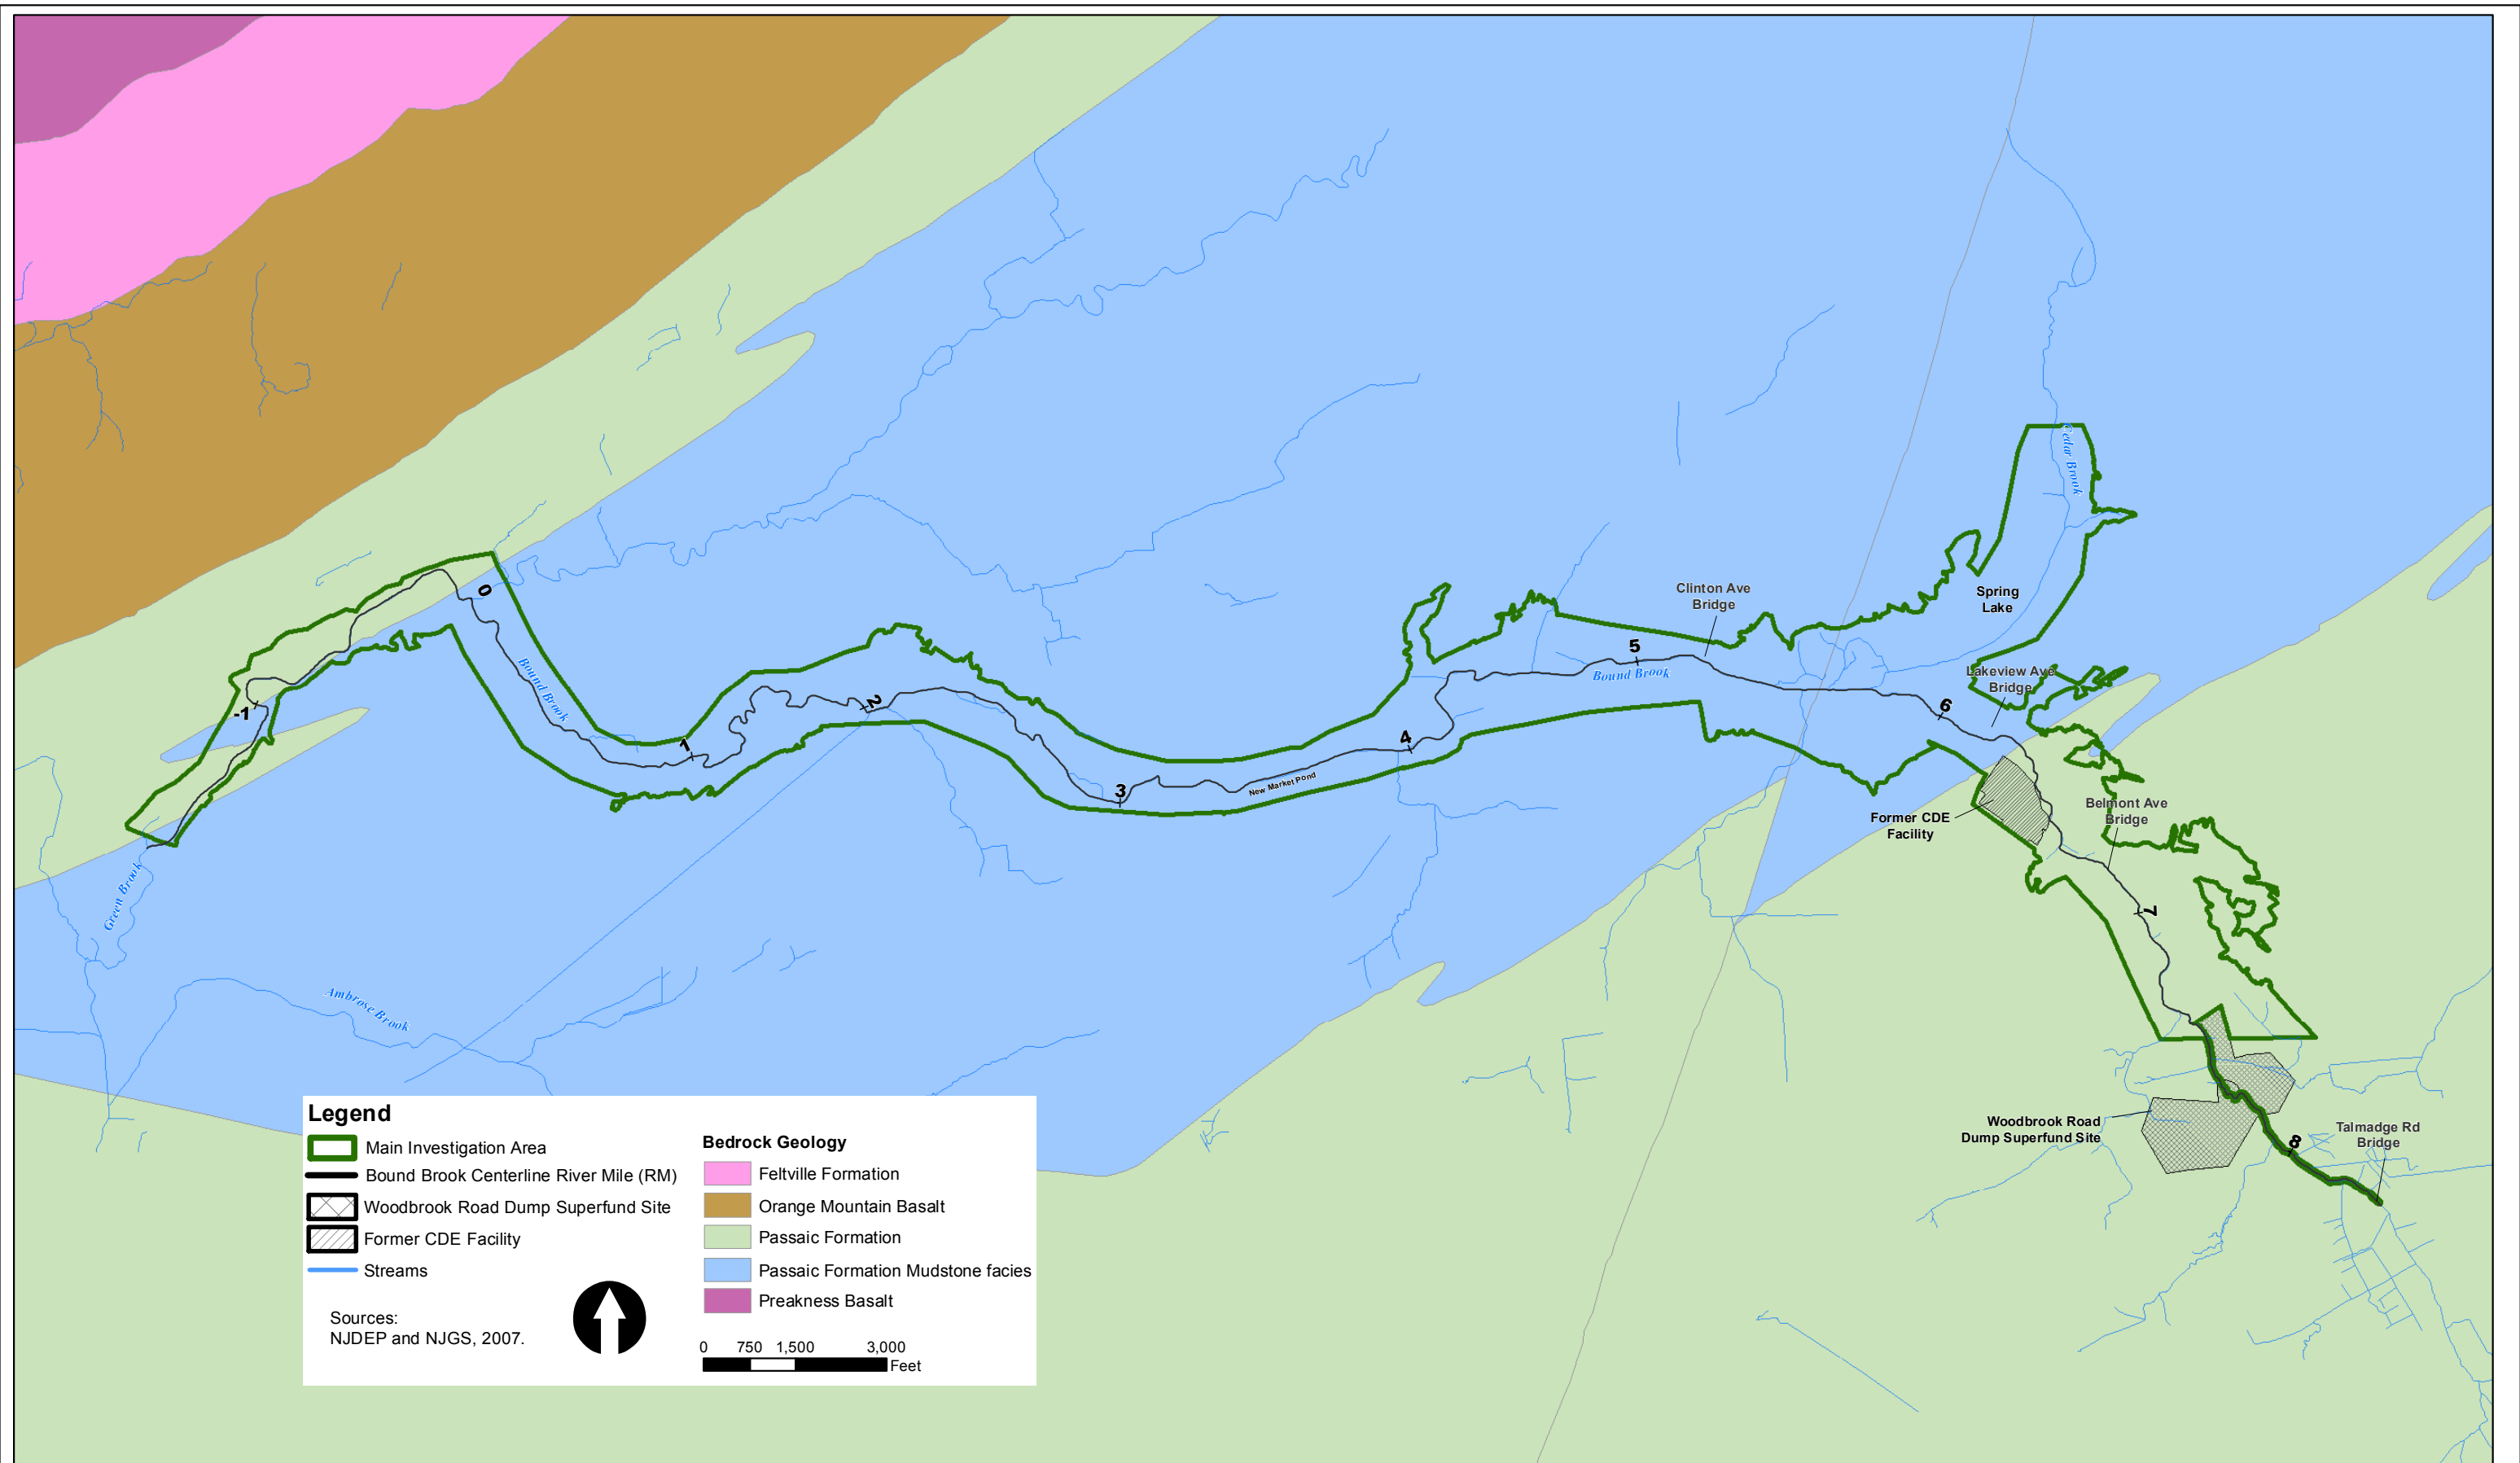 Cedar Brook
Clinton Ave
Bridge
Spring
Lake
0
5
Bound Brook
Bound Brook
Lakeview Ave
Bridge
-1
2
6
1
4
3
New Market Pond
Former CDE
Facility
Belmont Ave
Bridge
Green Brook
7
Ambrose Brook
Woodbrook Road
Dump Superfund Site
8
Talmadge Rd
Bridge
Legend
Main Investigation Area
Bound Brook Centerline River Mile (RM)
Woodbrook Road Dump Superfund Site
Former CDE Facility
Streams
Sources:
NJDEP and NJGS, 2007.
Bedrock Geology
Feltville Formation
Orange Mountain Basalt
Passaic Formation
Passaic Formation Mudstone facies
Preakness Basalt
0 750 1,500 3,000
Feet